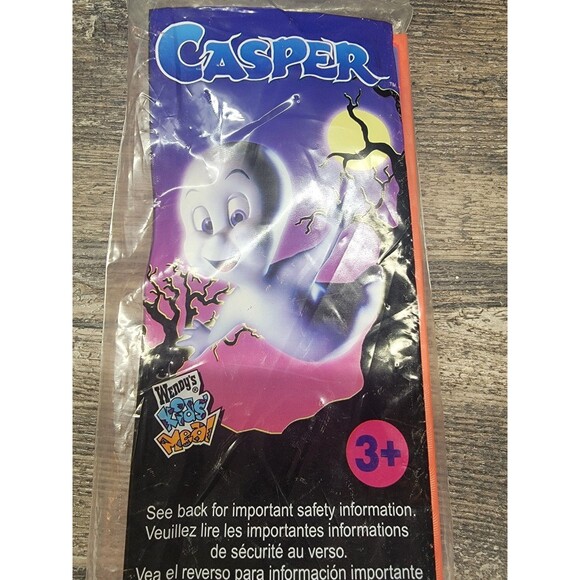 CASPER™
WENDY'S®
Kids'
Meal
3+
See back for important safety information.
Veuillez lire les importantes informations
de sécurité au verso.
Vea el reverso para información importante